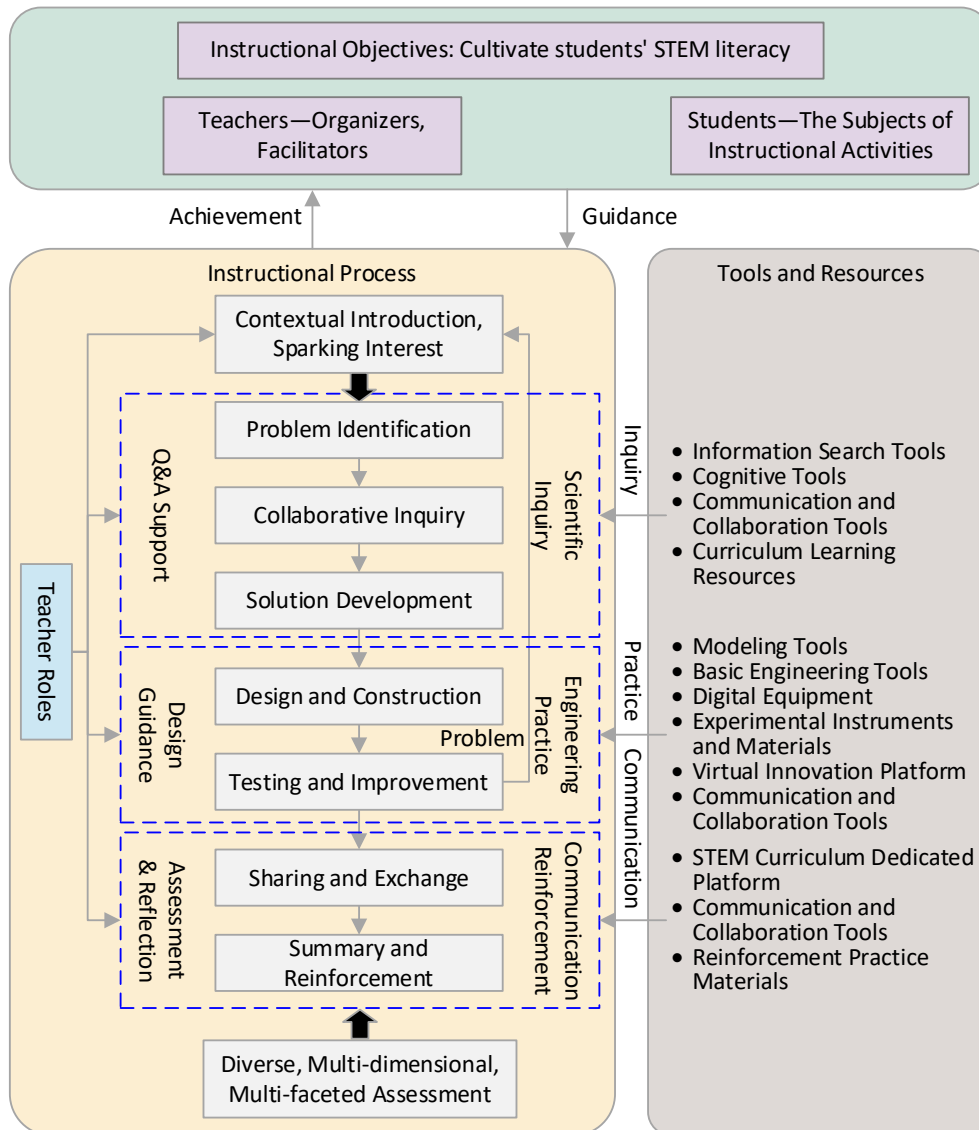 Instructional Objectives: Cultivate students' STEM literacy
Teachers—Organizers,
Facilitators
Students—The Subjects of
Instructional Activities
Achievement
Guidance
Instructional Process
Contextual Introduction,
Sparking Interest
Problem Identification
Collaborative Inquiry
Solution Development
Q&A Support
Scientific
Inquiry
Teacher Roles
Design and Construction
Problem
Testing and Improvement
Design
Guidance
Engineering
Practice
Sharing and Exchange
Summary and
Reinforcement
Assessment
& Reflection
Communication
Reinforcement
Diverse, Multi-dimensional,
Multi-faceted Assessment
Inquiry
Practice
Communication
Tools and Resources
• Information Search Tools
• Cognitive Tools
• Communication and
Collaboration Tools
• Curriculum Learning
Resources
• Modeling Tools
• Basic Engineering Tools
• Digital Equipment
• Experimental Instruments
and Materials
• Virtual Innovation Platform
• Communication and
Collaboration Tools
• STEM Curriculum Dedicated
Platform
• Communication and
Collaboration Tools
• Reinforcement Practice
Materials